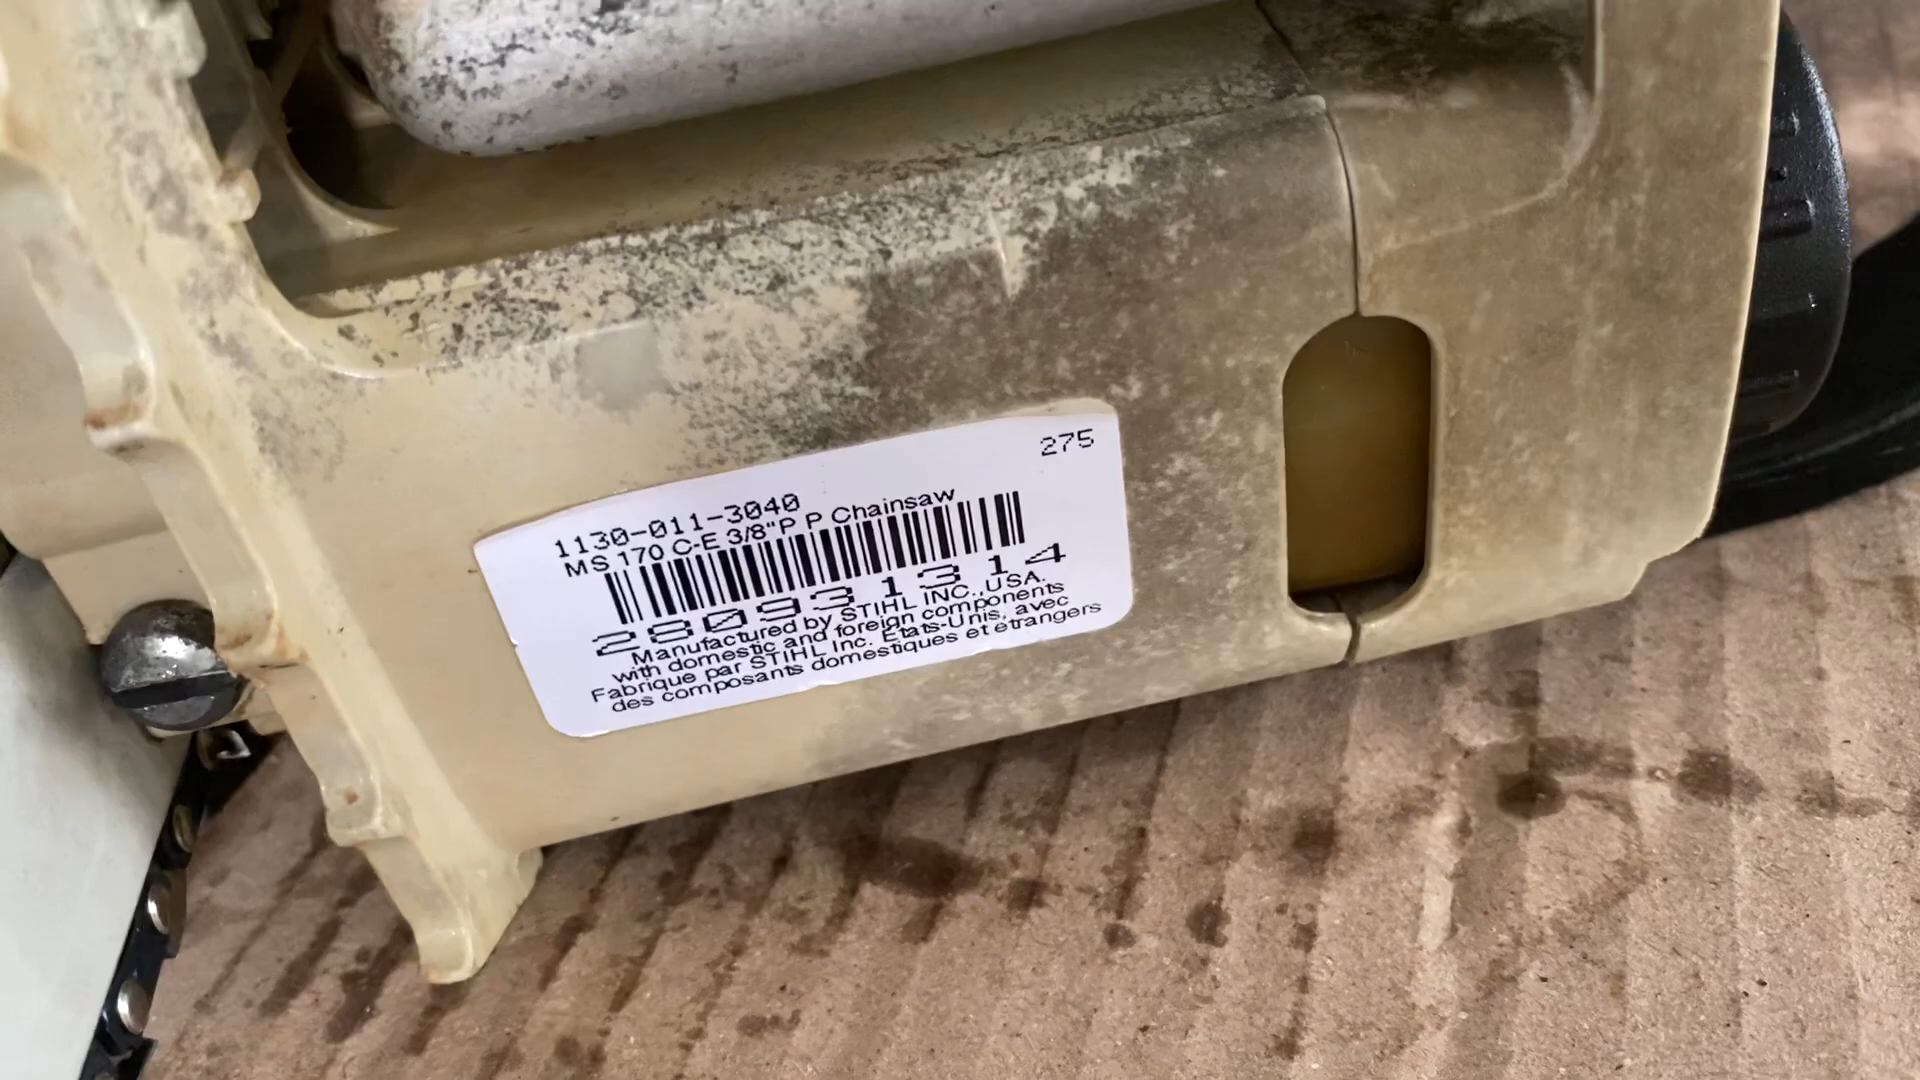 275
1130-011-3040
MS 170 C-E 3/8"P P Chainsaw
280931314
Manufactured by STIHL INC.,USA.
with domestic and foreign components
Fabrique par STIHL Inc. Etats-Unis, avec
des composants domestiques et etrangers